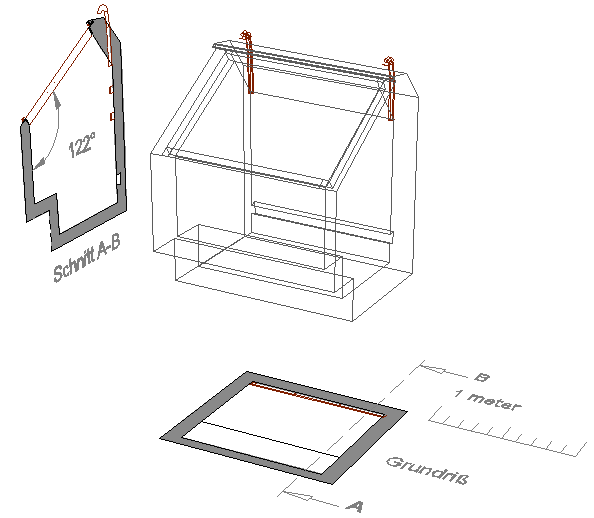 122°
Schnitt A-B
B
1 meter
Grundriß
A